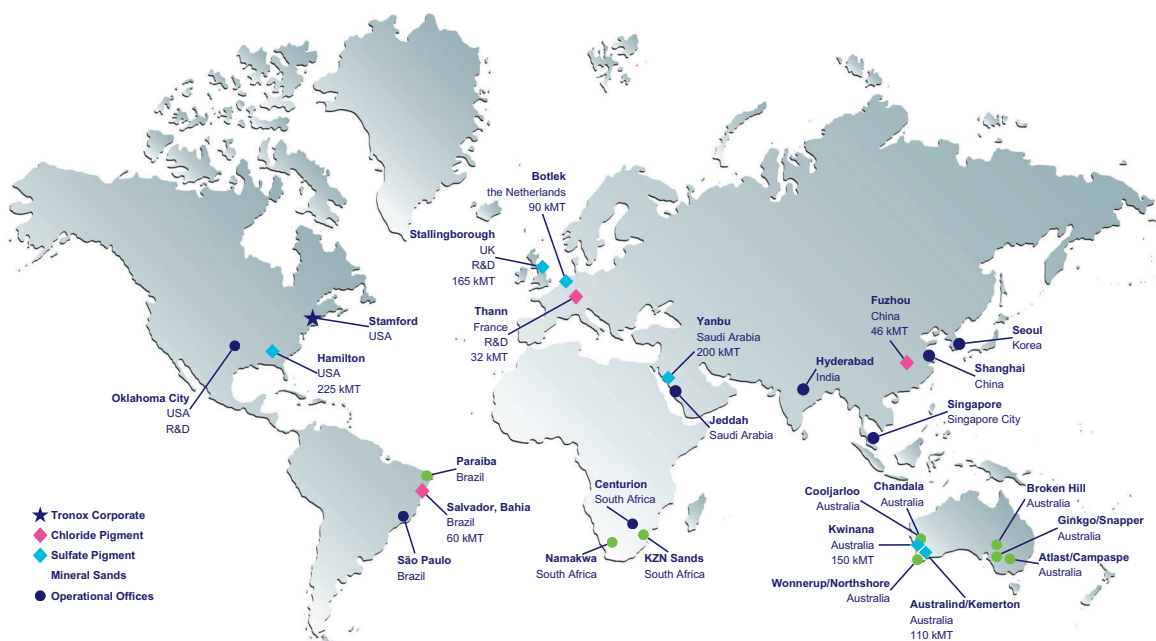 Botlek
the Netherlands
90 kMT
Stallingborough
UK
R&D
165 kMT
Thann
France
R&D
32 kMT
Stamford
USA
Hamilton
USA
225 kMT
Oklahoma City
USA
R&D
Yanbu
Saudi Arabia
200 kMT
Jeddah
Saudi Arabia
Hyderabad
India
Fuzhou
China
46 kMT
Seoul
Korea
Shanghai
China
Singapore
Singapore City
Paraiba
Brazil
Salvador, Bahia
Brazil
60 kMT
São Paulo
Brazil
Centurion
South Africa
Namakwa
South Africa
KZN Sands
South Africa
Chandala
Australia
Cooljarloo
Australia
Kwinana
Australia
150 kMT
Wonnerup/Northshore
Australia
Australind/Kemerton
Australia
110 kMT
Broken Hill
Australia
Ginkgo/Snapper
Australia
Atlast/Campaspe
Australia
Tronox Corporate
Chloride Pigment
Sulfate Pigment
Mineral Sands
Operational Offices